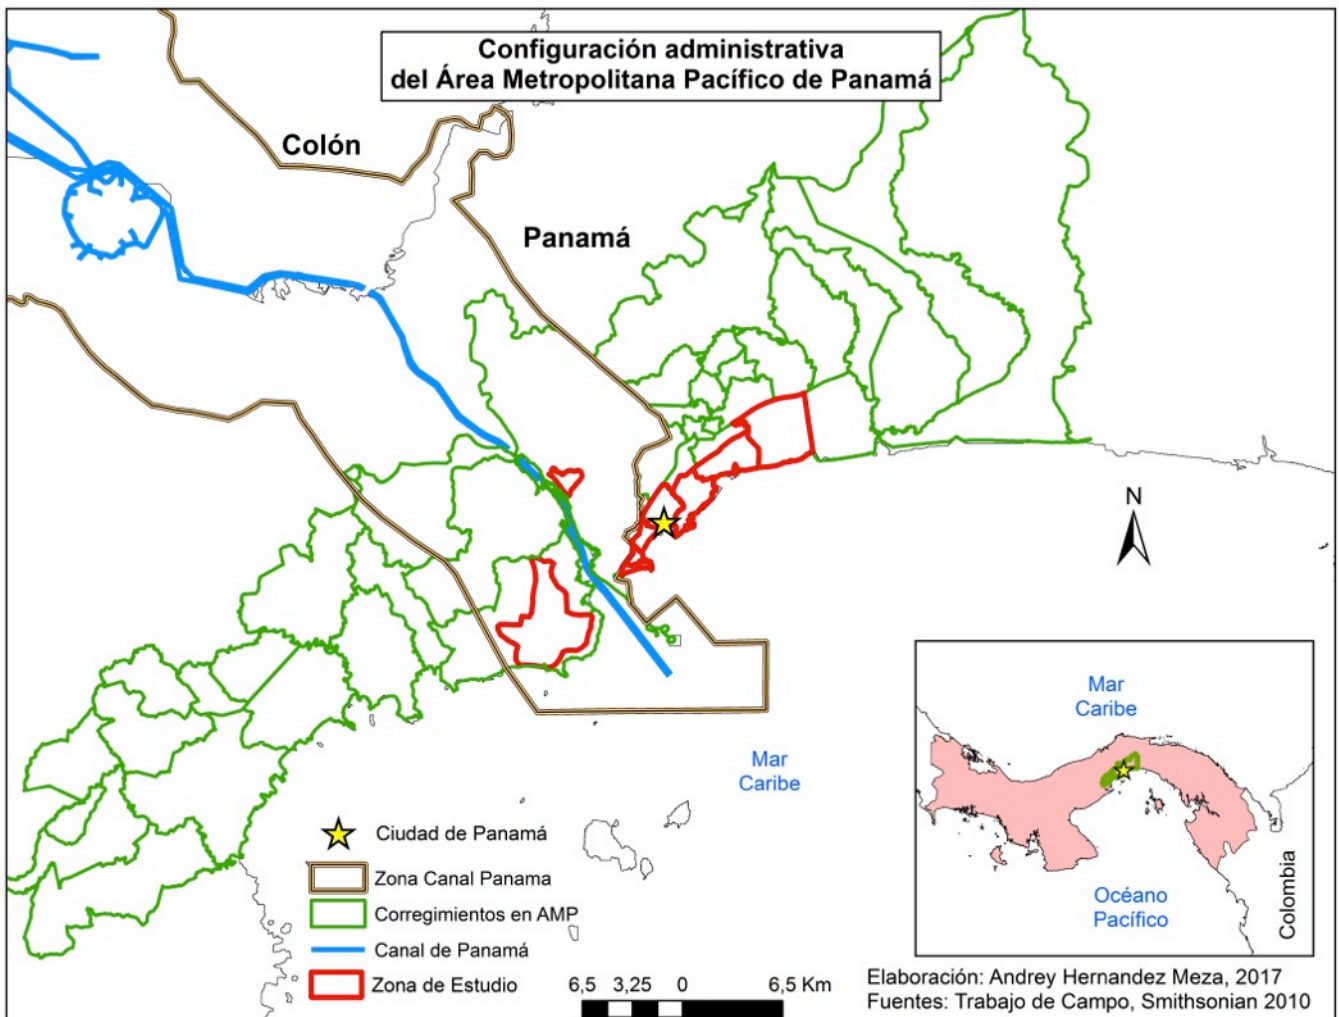 Configuración administrativa
del Área Metropolitana Pacífico de Panamá
Colón
Panamá
N
Mar
Caribe
Mar
Caribe
Océano
Pacífico
Colombia
Ciudad de Panamá
Zona Canal Panama
Corregimientos en AMP
Canal de Panamá
Zona de Estudio
6,5 3,25 0 6,5 Km
Elaboración: Andrey Hernandez Meza, 2017
Fuentes: Trabajo de Campo, Smithsonian 2010